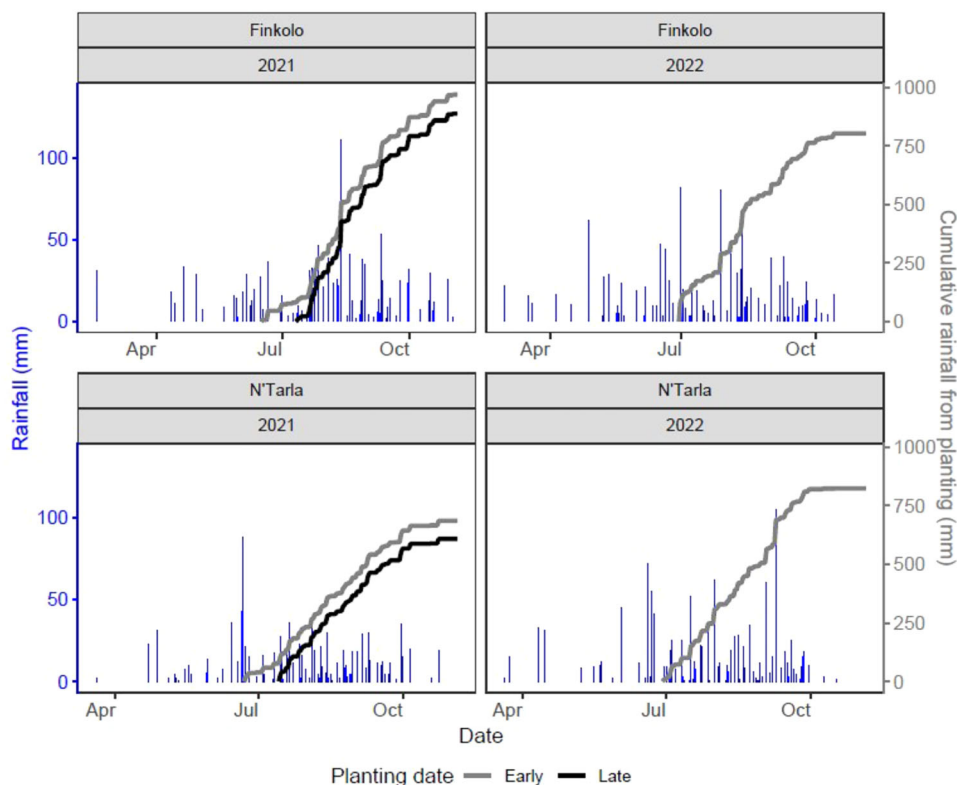 Finkolo
2021
Finkolo
2022
Rainfall (mm)
100
50
0
Apr
Jul
Oct
Apr
Jul
Oct
1000
750
500
250
0
Cumulative rainfall from planting (mm)
N'Tarla
2021
N'Tarla
2022
100
50
0
Apr
Jul
Oct
Apr
Jul
Oct
1000
750
500
250
0
Date
Planting date Early Late